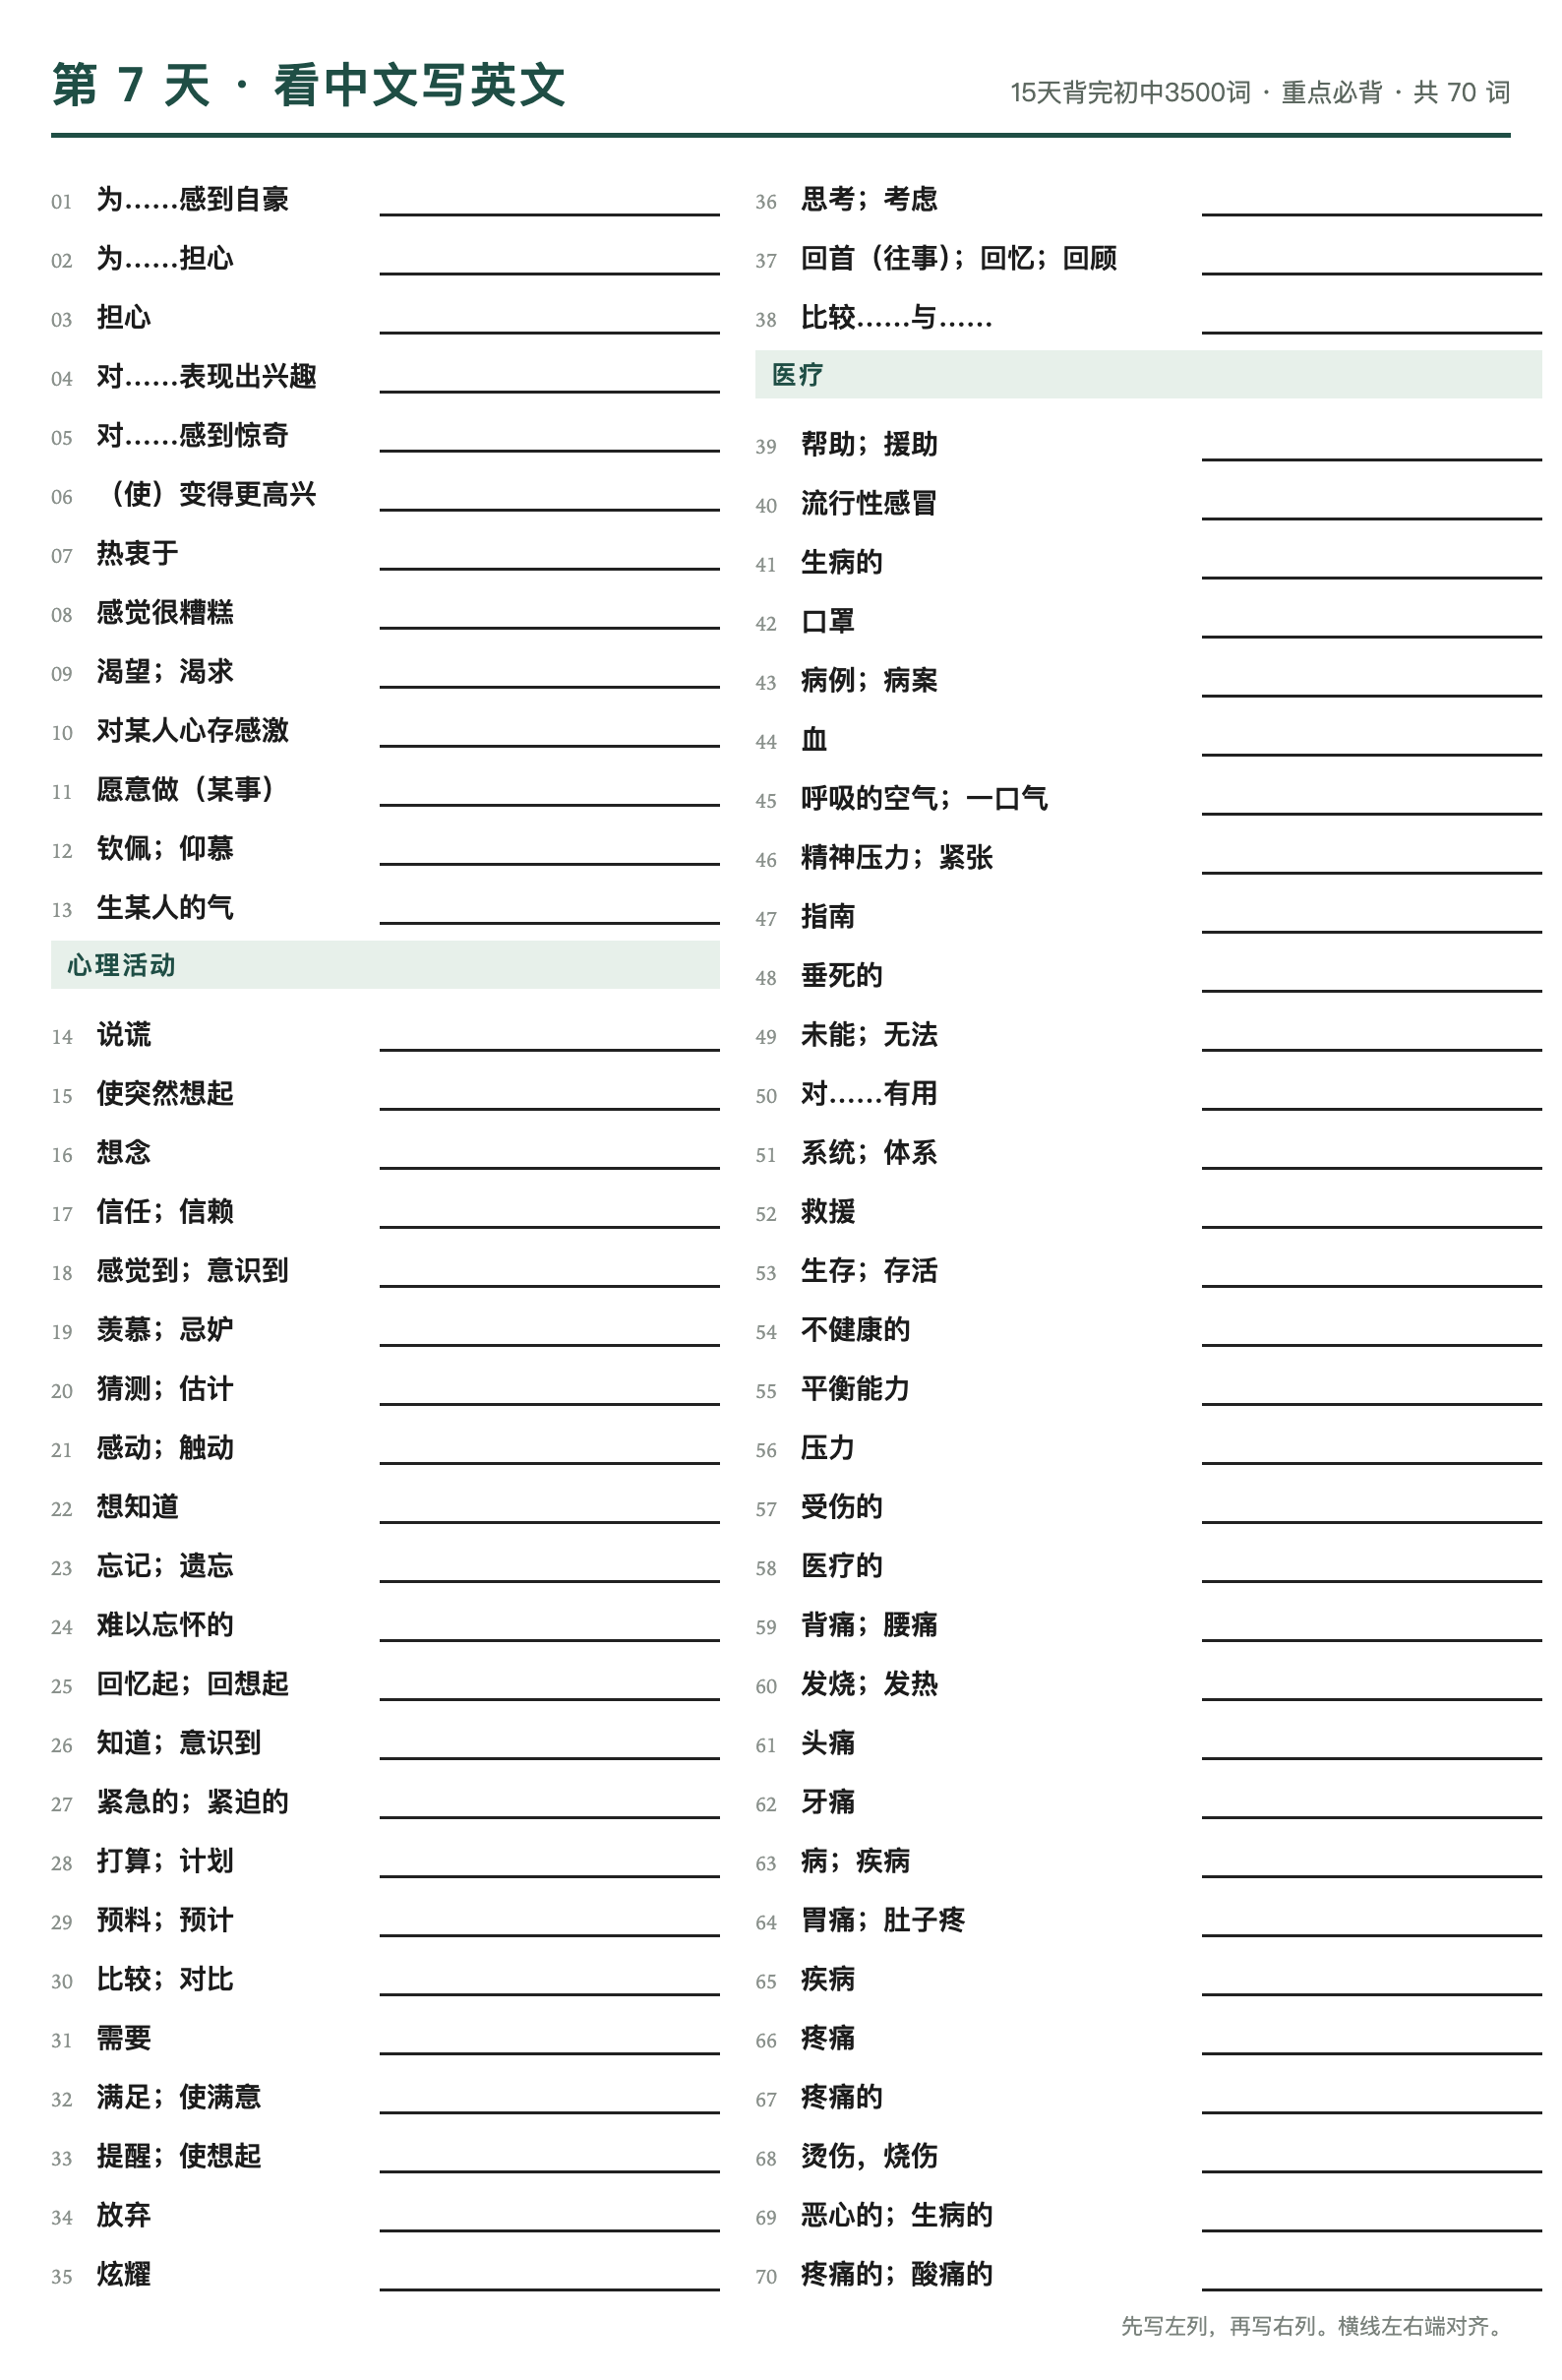 第 7 天 · 看中文写英文
15天背完初中3500词 · 重点必背 · 共 70 词
01 为……感到自豪
02 为……担心
03 担心
04 对……表现出兴趣
05 对……感到惊奇
06 （使）变得更高兴
07 热衷于
08 感觉很糟糕
09 渴望；渴求
10 对某人心存感激
11 愿意做（某事）
12 钦佩；仰慕
13 生某人的气
心理活动
14 说谎
15 使突然想起
16 想念
17 信任；信赖
18 感觉到；意识到
19 羡慕；忌妒
20 猜测；估计
21 感动；触动
22 想知道
23 忘记；遗忘
24 难以忘怀的
25 回忆起；回想起
26 知道；意识到
27 紧急的；紧迫的
28 打算；计划
29 预料；预计
30 比较；对比
31 需要
32 满足；使满意
33 提醒；使想起
34 放弃
35 炫耀
36 思考；考虑
37 回首（往事）；回忆；回顾
38 比较……与……
医疗
39 帮助；援助
40 流行性感冒
41 生病的
42 口罩
43 病例；病案
44 血
45 呼吸的空气；一口气
46 精神压力；紧张
47 指南
48 垂死的
49 未能；无法
50 对……有用
51 系统；体系
52 救援
53 生存；存活
54 不健康的
55 平衡能力
56 压力
57 受伤的
58 医疗的
59 背痛；腰痛
60 发烧；发热
61 头痛
62 牙痛
63 病；疾病
64 胃痛；肚子疼
65 疾病
66 疼痛
67 疼痛的
68 烫伤，烧伤
69 恶心的；生病的
70 疼痛的；酸痛的
先写左列，再写右列。横线左右端对齐。